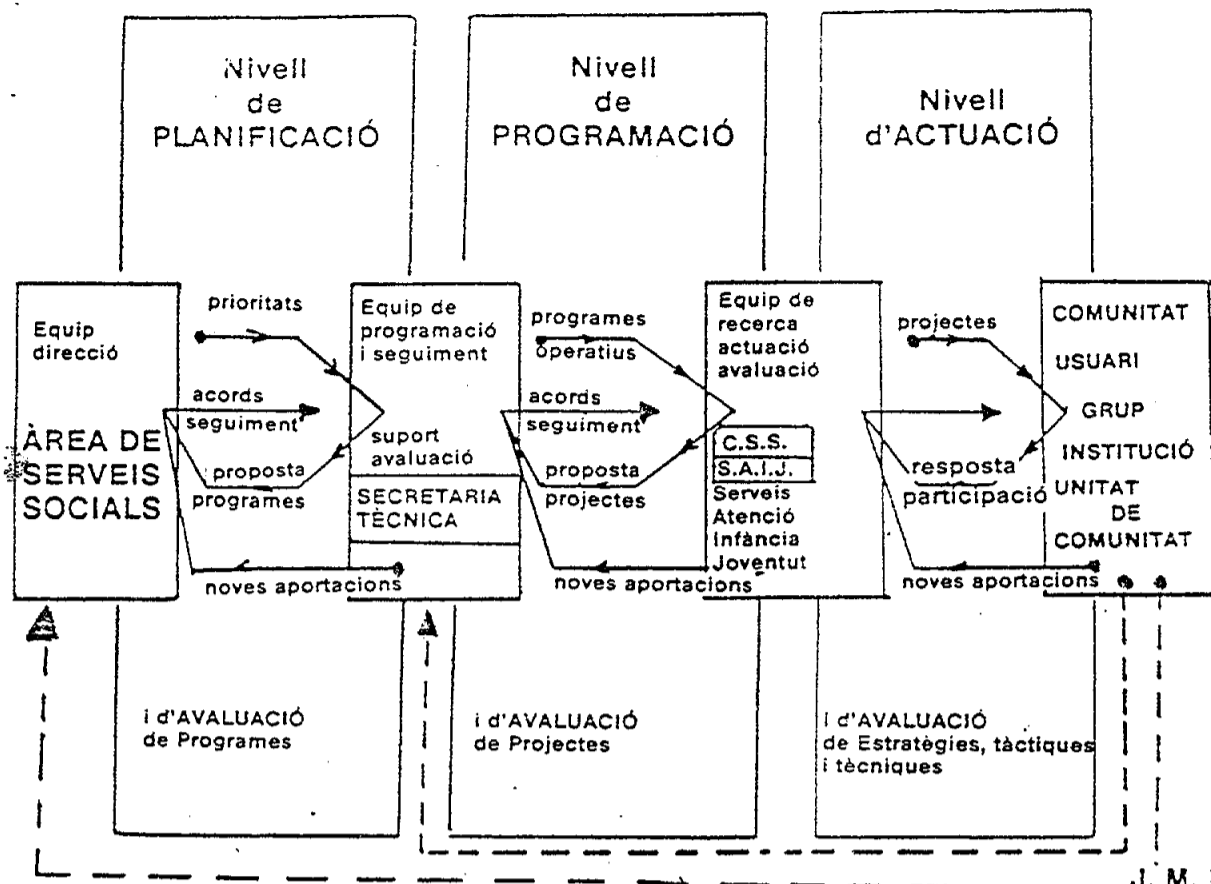 Nivell
de
PLANIFICACIÓ
Nivell
de
PROGRAMACIÓ
Nivell
d'ACTUACIÓ
Equip
direcció
ÀREA DE
SERVEIS
SOCIALS
prioritats
acords
seguiment
proposta
programes
noves aportacions
Equip de
programació
i seguiment
suport
avaluació
SECRETARIA
TÈCNICA
programes
operatius
acords
seguiment
proposta
projectes
noves aportacions
Equip de
recerca
actuació
avaluació
C.S.S.
S.A.I.J.
Serveis
Atenció
Infància
Joventut
projectes
resposta
participació
noves aportacions
COMUNITAT
USUARI
GRUP
INSTITUCIÓ
UNITAT
DE
COMUNITAT
i d'AVALUACIÓ
de Programes
i d'AVALUACIÓ
de Projectes
i d'AVALUACIÓ
de Estratègies, tàctiques
i tècniques
J. M.